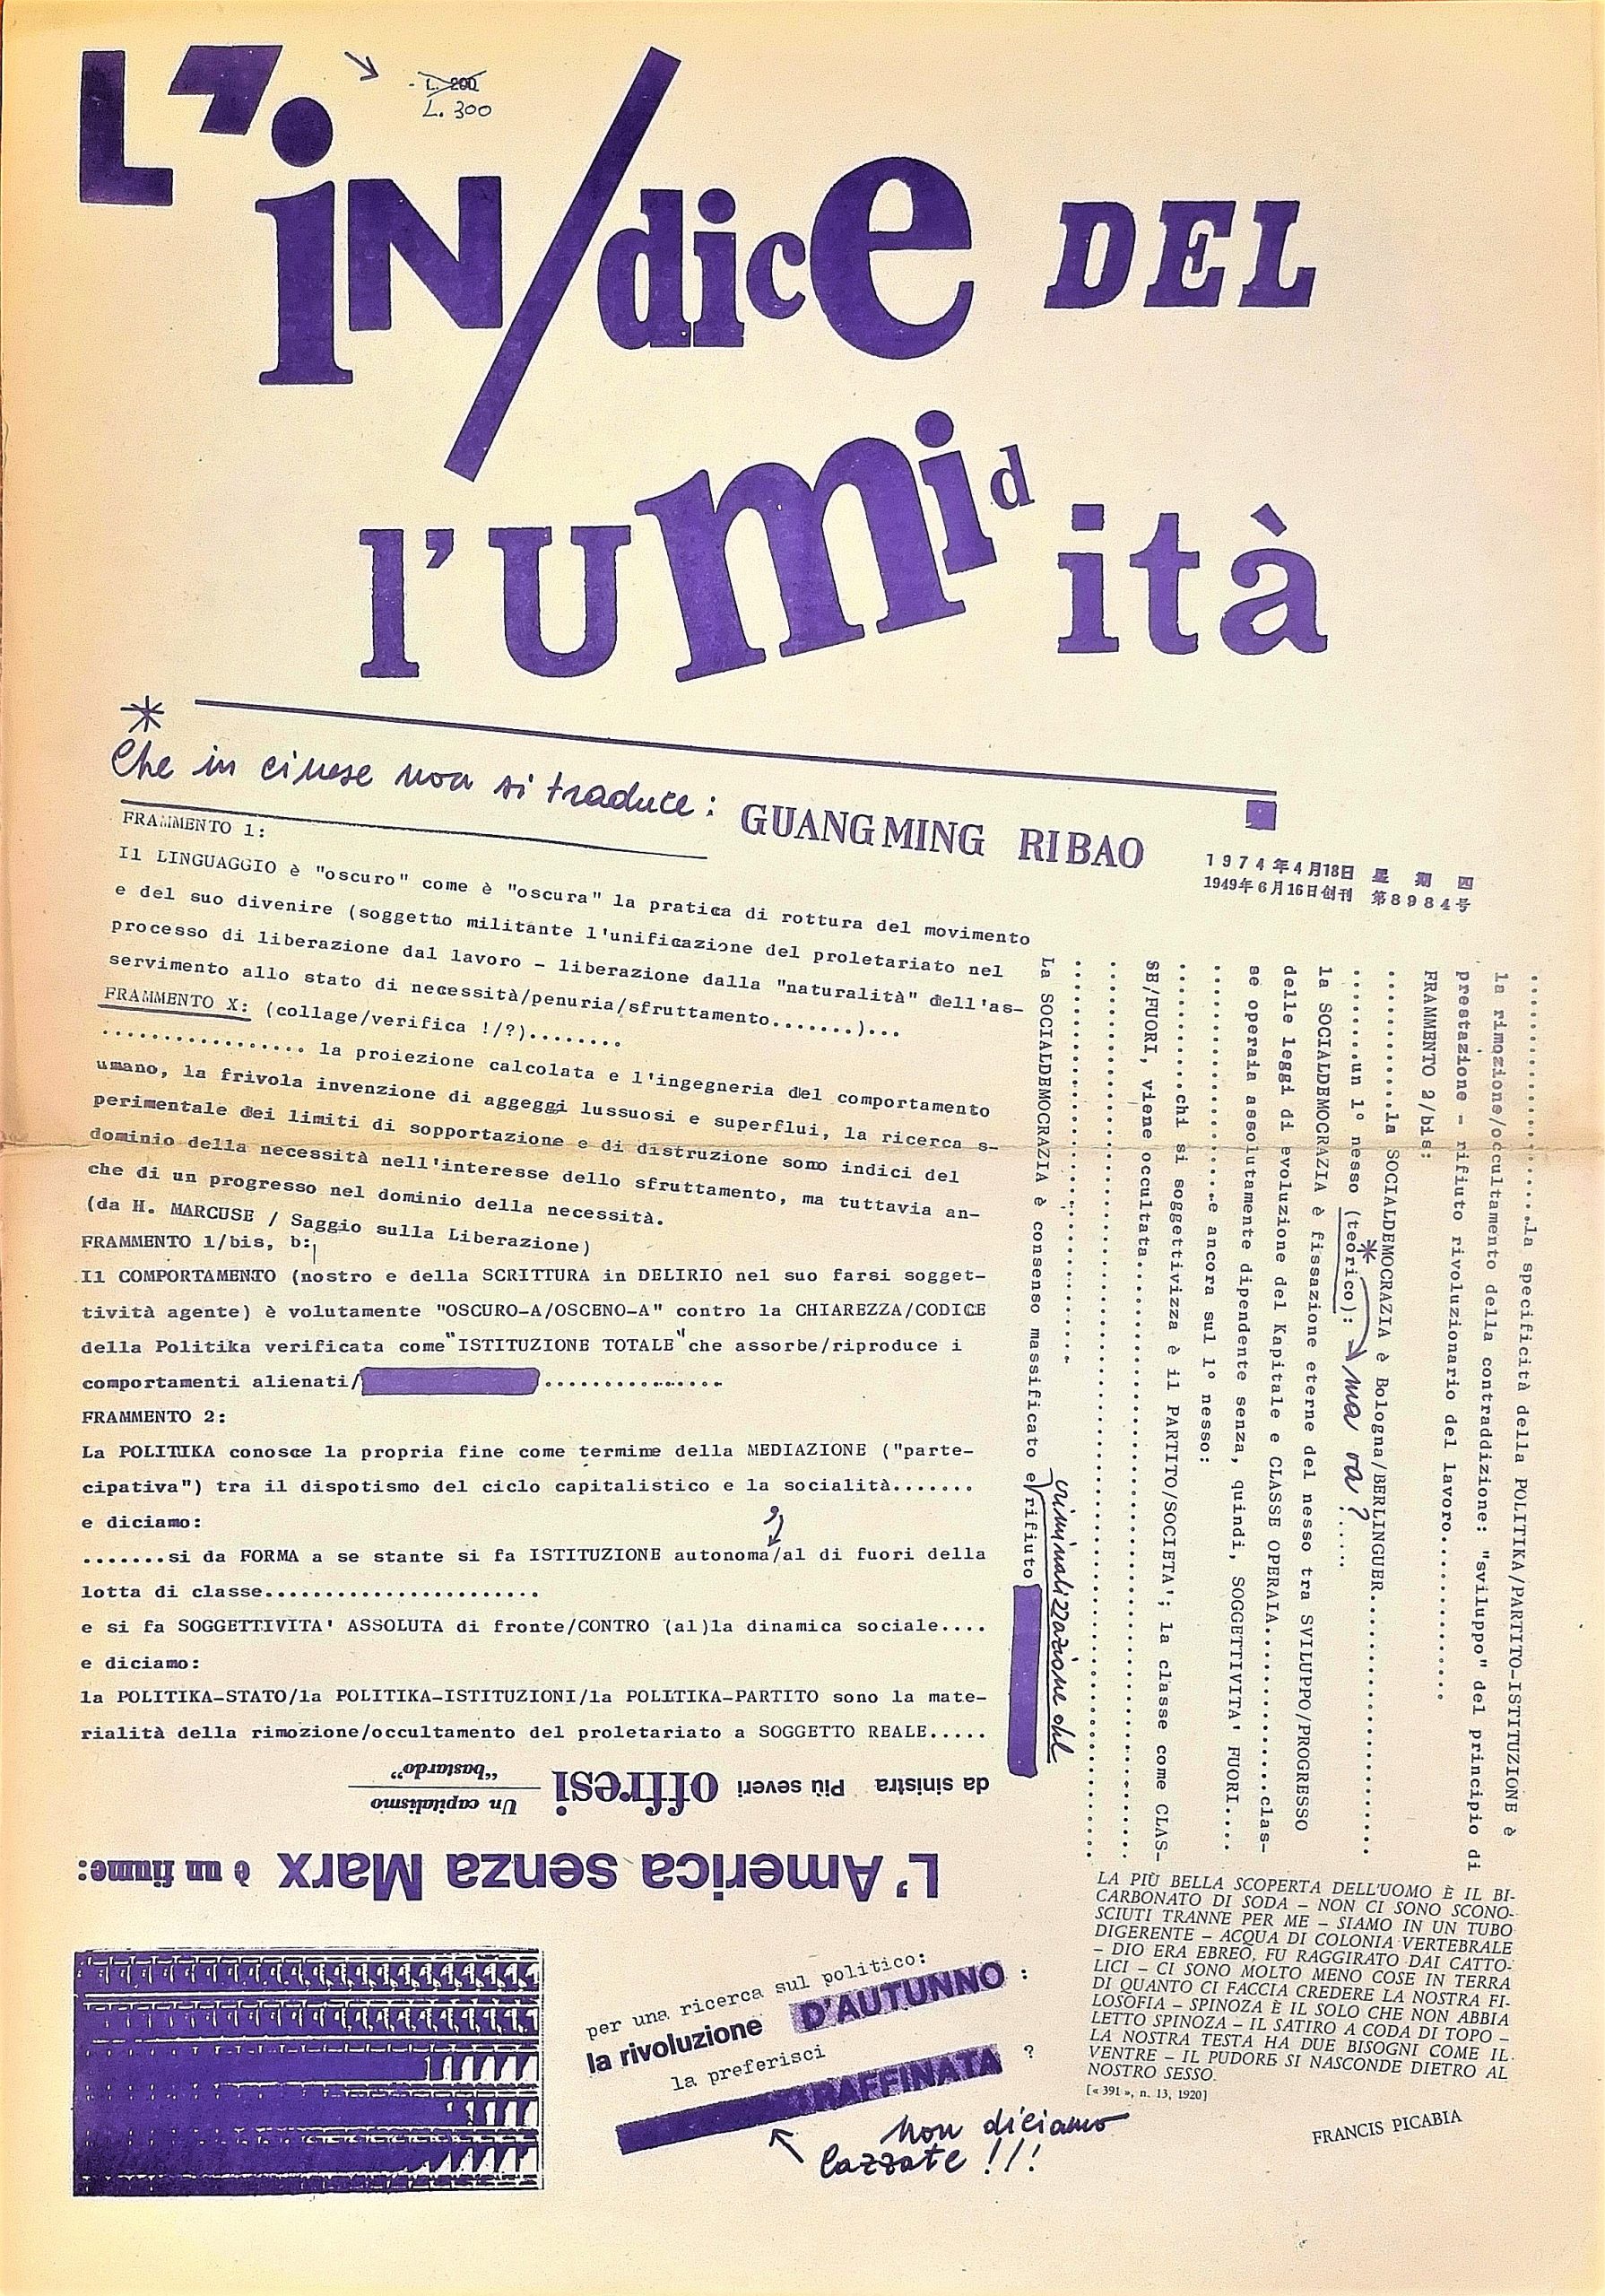 L. 200
L. 300
L'iN/dice DEL
l'Umidità
*
Che in cinese non si traduce: GUANG MING RIBAO
1974年4月18日 星期四
1949年6月16日创刊 第8984号
FRAMMENTO 1:
Il LINGUAGGIO è "oscuro" come è "oscura" la pratica di rottura del movimento
e del suo divenire (soggetto militante l'unificazione del proletariato nel
processo di liberazione dal lavoro - liberazione dalla "naturalità" dell'as-
servimento allo stato di necessità/penuria/sfruttamento.......)...
FRAMMENTO X: (collage/verifica !/?)........
................. la proiezione calcolata e l'ingegneria del comportamento
umano, la frivola invenzione di aggeggi lussuosi e superflui, la ricerca s-
perimentale dei limiti di sopportazione e di distruzione sono indici del
dominio della necessità nell'interesse dello sfruttamento, ma tuttavia an-
che di un progresso nel dominio della necessità.
(da H. MARCUSE / Saggio sulla Liberazione)
FRAMMENTO 1/bis, b:
Il COMPORTAMENTO (nostro e della SCRITTURA in DELIRIO nel suo farsi sogget-
tività agente) è volutamente "OSCURO-A/OSCENO-A" contro la CHIAREZZA/CODICE
della Politika verificata come "ISTITUZIONE TOTALE" che assorbe/riproduce i
comportamenti alienati/ ...............
FRAMMENTO 2:
La POLITIKA conosce la propria fine come termine della MEDIAZIONE ("parte-
cipativa") tra il dispotismo del ciclo capitalistico e la socialità.......
e diciamo:
.......si da FORMA a se stante si fa ISTITUZIONE autonoma/al di fuori della
lotta di classe.......................
e si fa SOGGETTIVITA' ASSOLUTA di fronte/CONTRO (al)la dinamica sociale....
e diciamo:
la POLITIKA-STATO/la POLITIKA-ISTITUZIONI/la POLITIKA-PARTITO sono la mate-
rialità della rimozione/occultamento del proletariato a SOGGETTO REALE.....
......................la specificità della POLITIKA/PARTITO-ISTITUZIONE è
la rimozione/occultamento della contraddizione: "sviluppo" del principio di
prestazione - rifiuto rivoluzionario del lavoro...................
FRAMMENTO 2/bis:
............la SOCIALDEMOCRAZIA è Bologna/BERLINGUER......................
........un 1° nesso (teorico): * ma va?.....
la SOCIALDEMOCRAZIA è fissazione eterne del nesso tra SVILUPPO/PROGRESSO
delle leggi di evoluzione del Kapitale e CLASSE OPERAIA..............clas-
se operaia assolutamente dipendente senza, quindi, SOGGETTIVITA' FUORI....
....................e ancora sul 1° nesso:
...........chi si soggettivizza è il PARTITO/SOCIETA'; la classe come CLAS-
SE/FUORI, viene occultata.................................................
La SOCIALDEMOCRAZIA è consenso massificato e/rifiuto
criminalizzazione del
Un capitalismo
"bastardo"
offresi
Più severi
da sinistra
L'America senza Marx è un fiume:
per una ricerca sul politico:
la rivoluzione D'AUTUNNO :
la preferisci
RAFFINATA ?
non diciamo
cazzate !!!
LA PIÙ BELLA SCOPERTA DELL'UOMO È IL BI-
CARBONATO DI SODA – NON CI SONO SCONO-
SCIUTI TRANNE PER ME – SIAMO IN UN TUBO
DIGERENTE – ACQUA DI COLONIA VERTEBRALE
– DIO ERA EBREO, FU RAGGIRATO DAI CATTO-
LICI – CI SONO MOLTO MENO COSE IN TERRA
DI QUANTO CI FACCIA CREDERE LA NOSTRA FI-
LOSOFIA – SPINOZA È IL SOLO CHE NON ABBIA
LETTO SPINOZA – IL SATIRO A CODA DI TOPO –
LA NOSTRA TESTA HA DUE BISOGNI COME IL
VENTRE – IL PUDORE SI NASCONDE DIETRO AL
NOSTRO SESSO.
[« 391 », n. 13, 1920]
FRANCIS PICABIA